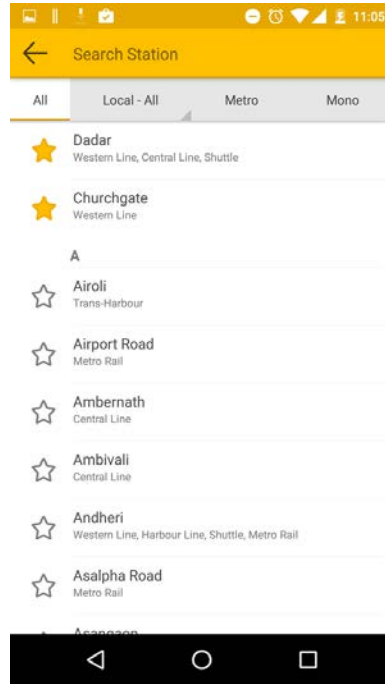 11:05
Search Station
All Local - All Metro Mono
Dadar
Western Line, Central Line, Shuttle
Churchgate
Western Line
A
Airoli
Trans-Harbour
Airport Road
Metro Rail
Ambernath
Central Line
Ambivali
Central Line
Andheri
Western Line, Harbour Line, Shuttle, Metro Rail
Asalpha Road
Metro Rail
Asangaon